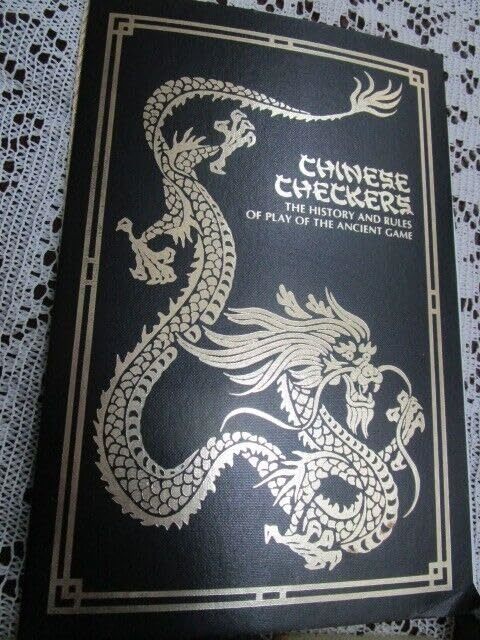 CHINESE
CHECKERS
THE HISTORY AND RULES
OF PLAY OF THE ANCIENT GAME